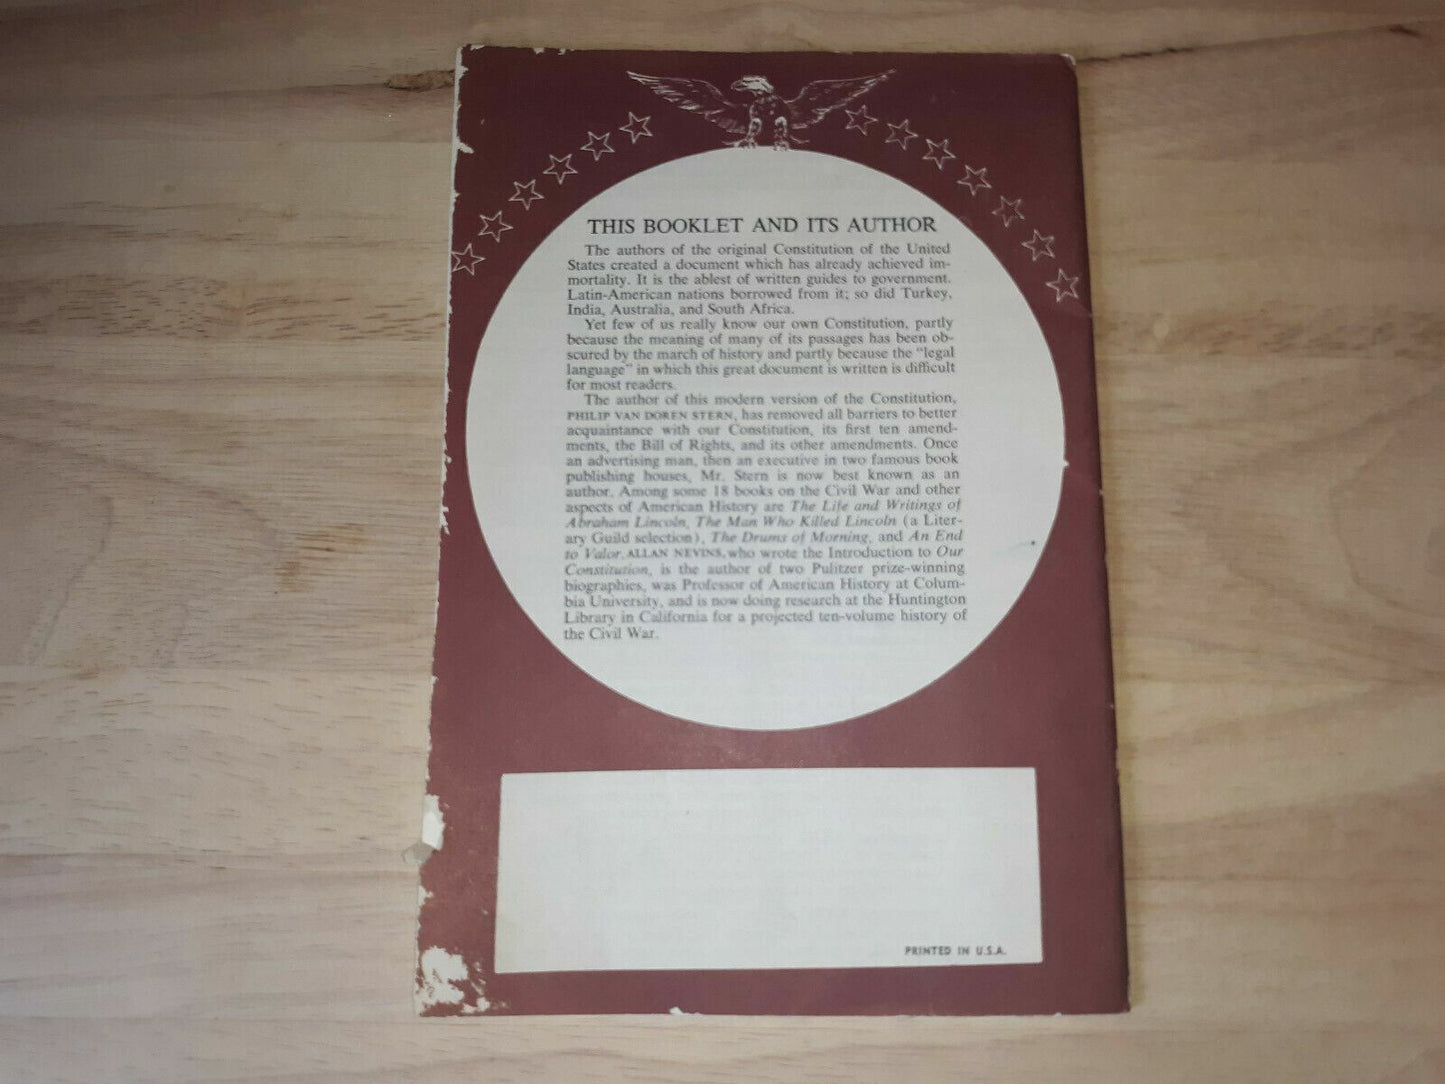 THIS BOOKLET AND ITS AUTHOR
The authors of the original Constitution of the United
States created a document which has already achieved im-
mortality. It is the ablest of written guides to government.
Latin-American nations borrowed from it; so did Turkey,
India, Australia, and South Africa.
Yet few of us really know our own Constitution, partly
because the meaning of many of its passages has been ob-
scured by the march of history and partly because the "legal
language" in which this great document is written is difficult
for most readers.
The author of this modern version of the Constitution,
PHILIP VAN DOREN STERN, has removed all barriers to better
acquaintance with our Constitution, its first ten amend-
ments, the Bill of Rights, and its other amendments. Once
an advertising man, then an executive in two famous book
publishing houses, Mr. Stern is now best known as an
author. Among some 18 books on the Civil War and other
aspects of American History are The Life and Writings of
Abraham Lincoln, The Man Who Killed Lincoln (a Liter-
ary Guild selection), The Drums of Morning, and An End
to Valor. ALLAN NEVINS, who wrote the Introduction to Our
Constitution, is the author of two Pulitzer prize-winning
biographies, was Professor of American History at Colum-
bia University, and is now doing research at the Huntington
Library in California for a projected ten-volume history of
the Civil War.
PRINTED IN U.S.A.